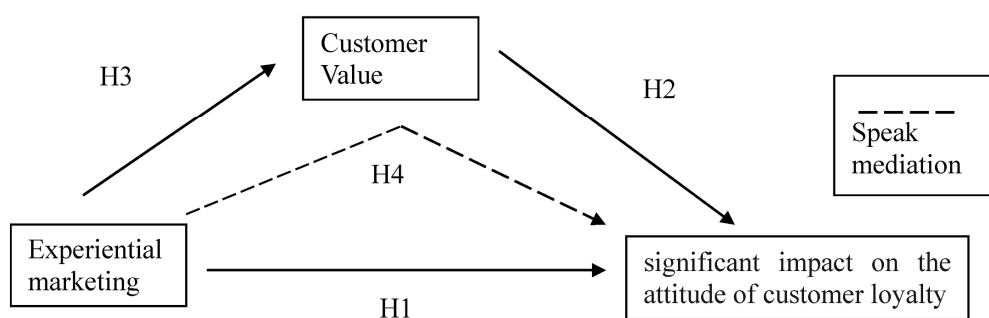 Customer
Value
H3
H2
Speak
mediation
H4
Experiential
marketing
significant impact on the
attitude of customer loyalty
H1